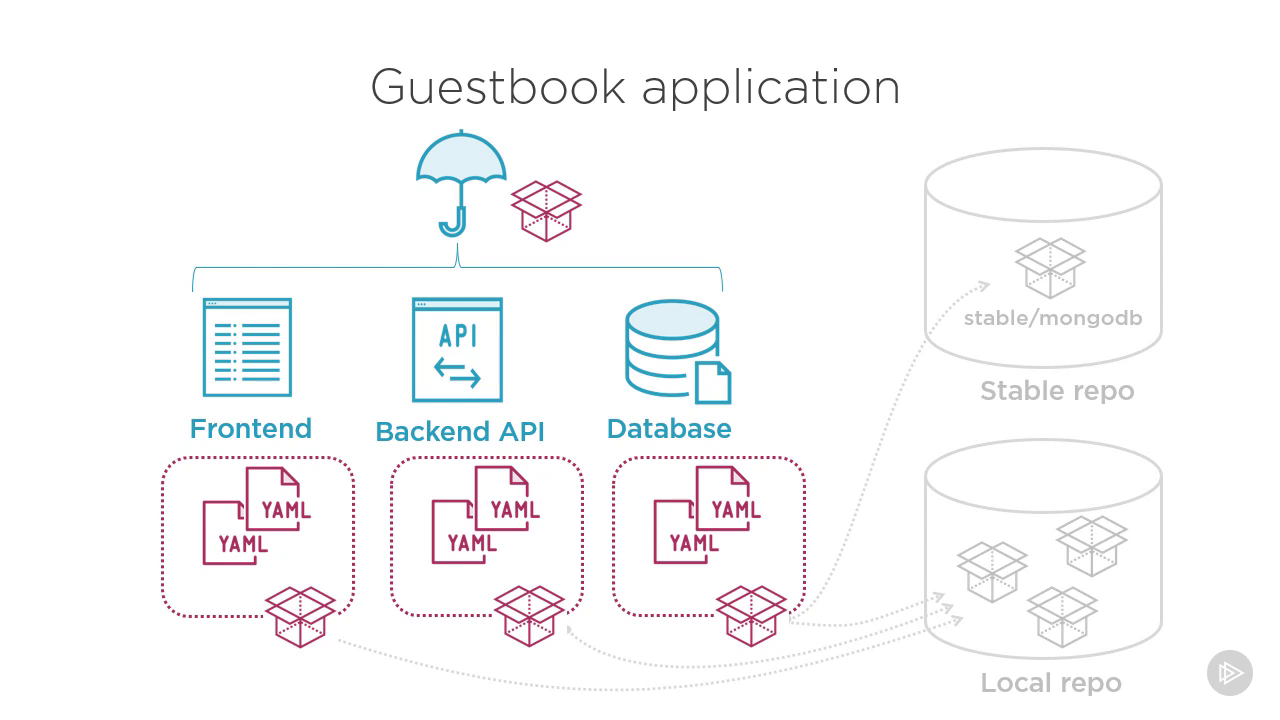 Guestbook application
API
stable/mongodb
Stable repo
Frontend
Backend API
Database
YAML
YAML
YAML
YAML
YAML
YAML
Local repo